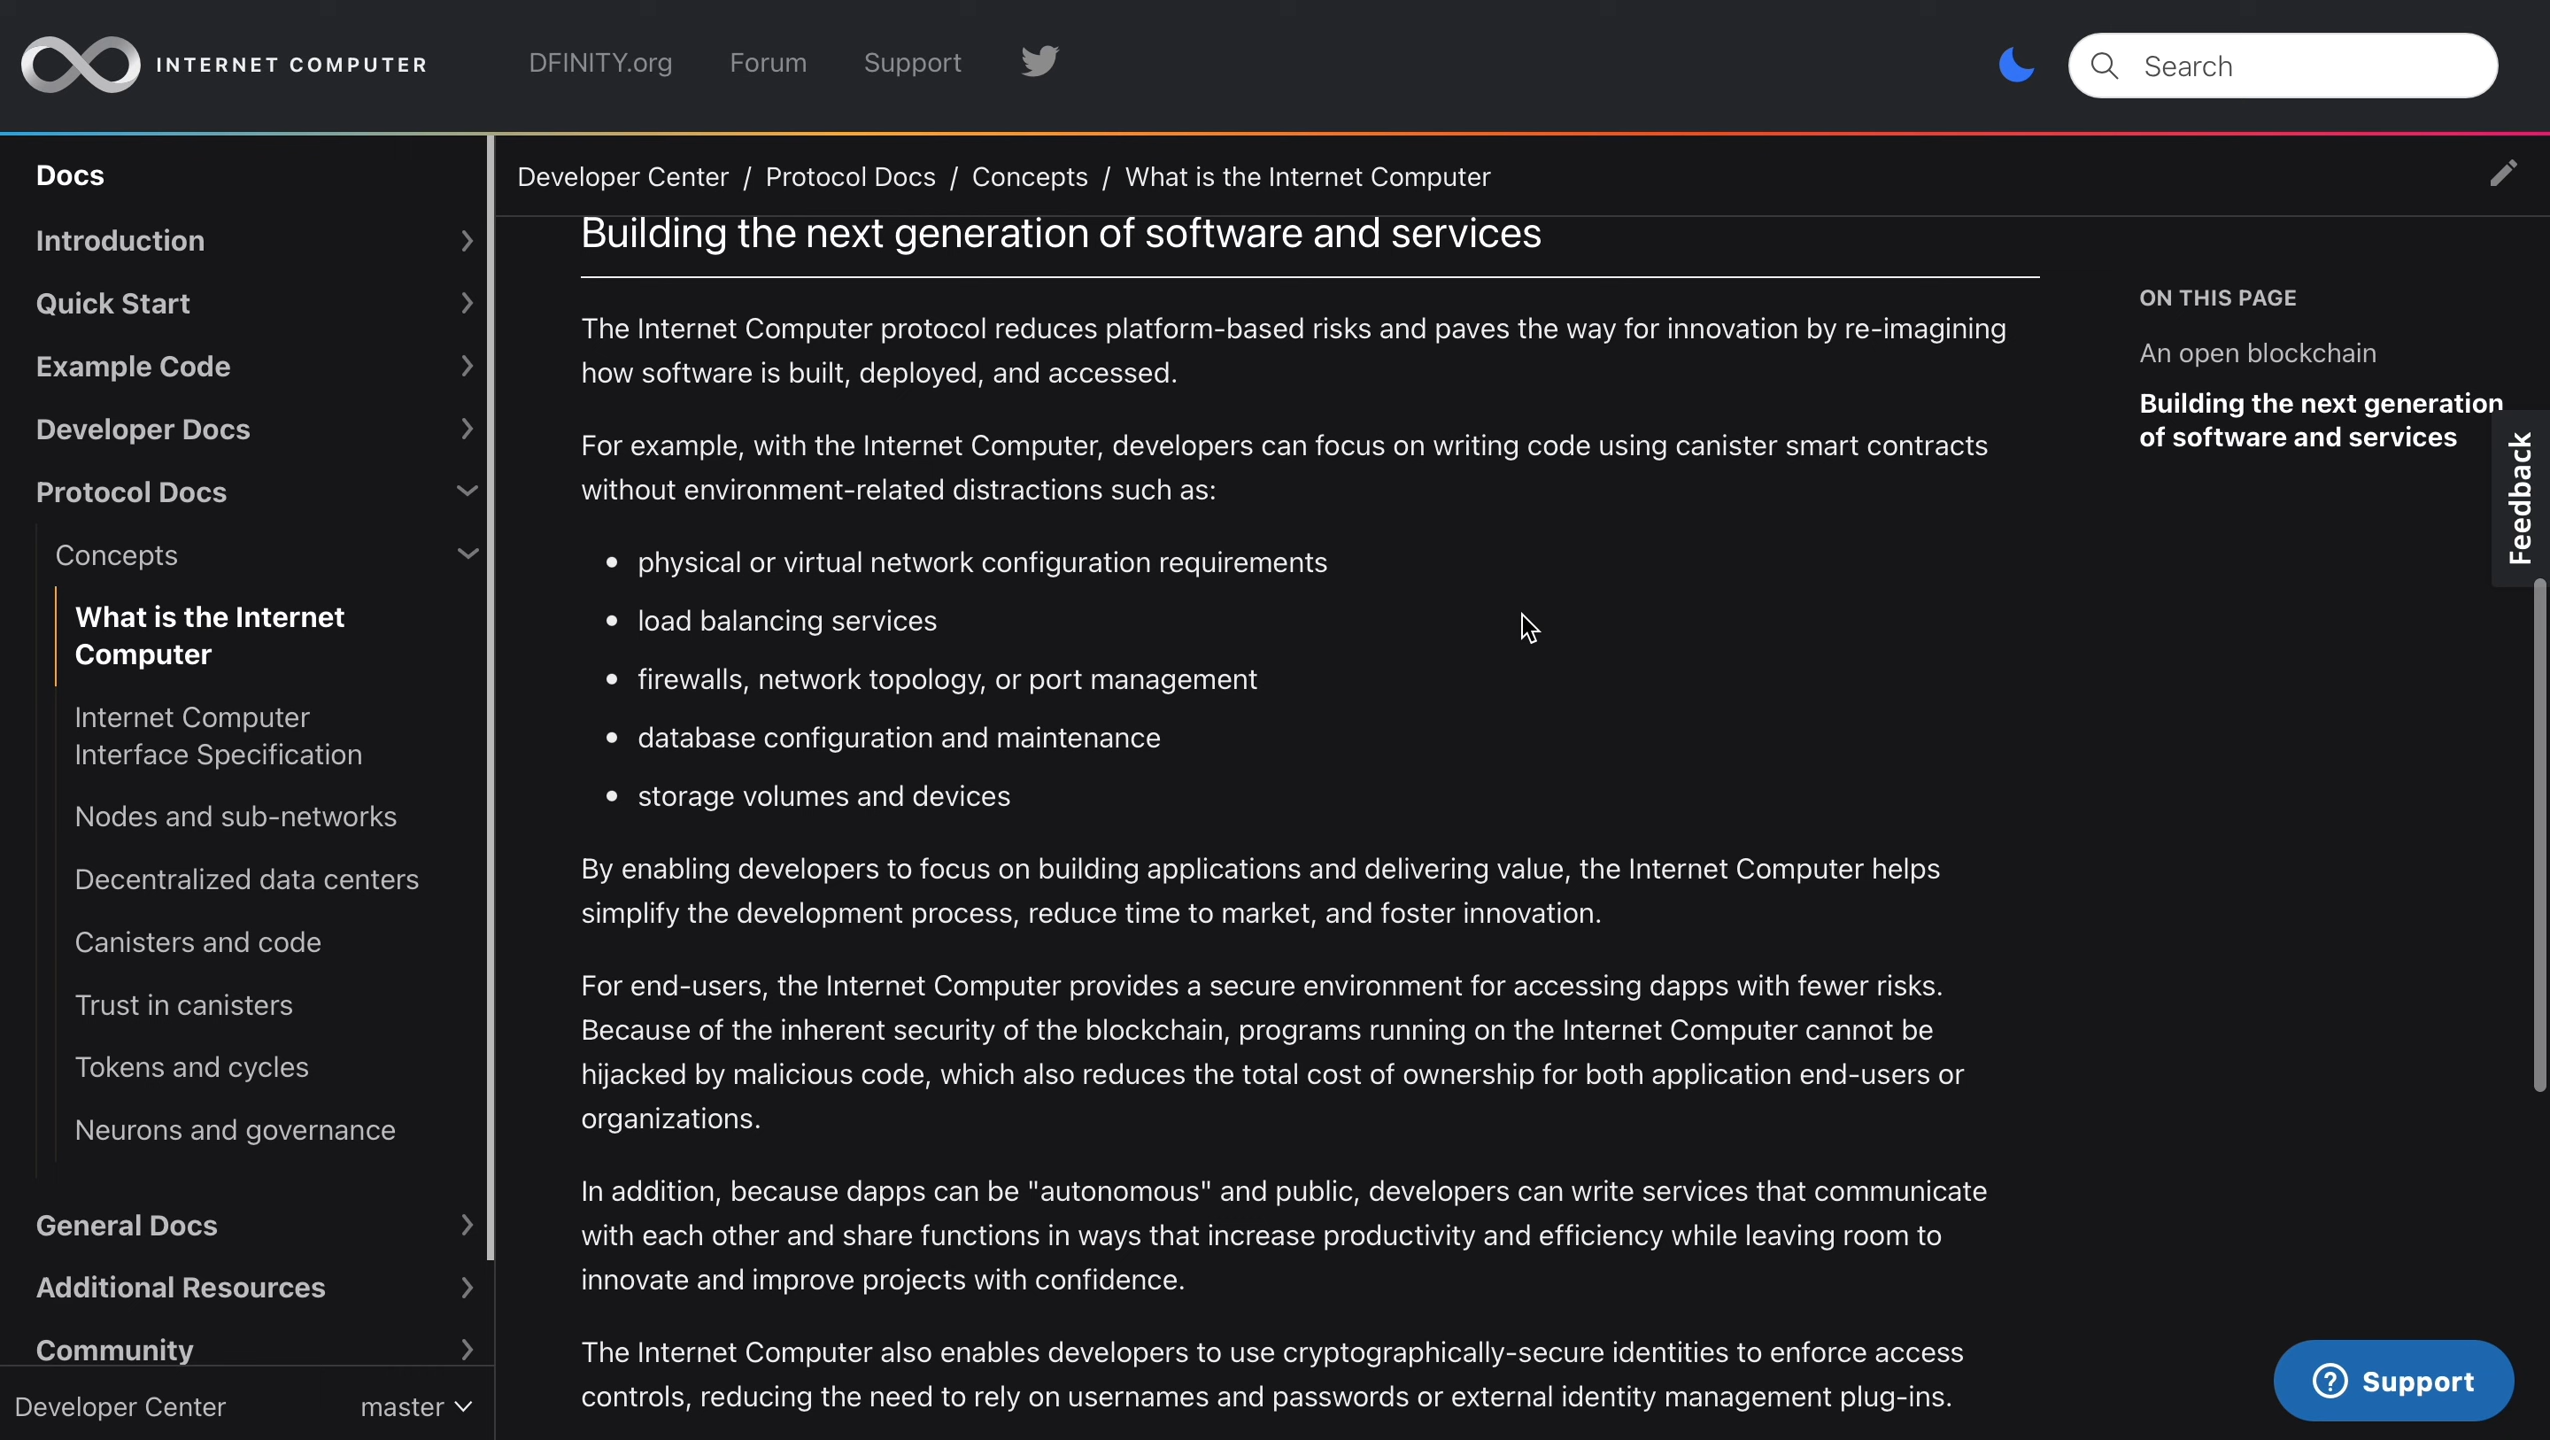 INTERNET COMPUTER
DFINITY.org
Forum
Support
Search
Docs
Introduction
Quick Start
Example Code
Developer Docs
Protocol Docs
Concepts
What is the Internet
Computer
Internet Computer
Interface Specification
Nodes and sub-networks
Decentralized data centers
Canisters and code
Trust in canisters
Tokens and cycles
Neurons and governance
General Docs
Additional Resources
Community
Developer Center
master
Developer Center / Protocol Docs / Concepts / What is the Internet Computer
Building the next generation of software and services
The Internet Computer protocol reduces platform-based risks and paves the way for innovation by re-imagining
how software is built, deployed, and accessed.
For example, with the Internet Computer, developers can focus on writing code using canister smart contracts
without environment-related distractions such as:
• physical or virtual network configuration requirements
• load balancing services
• firewalls, network topology, or port management
• database configuration and maintenance
• storage volumes and devices
By enabling developers to focus on building applications and delivering value, the Internet Computer helps
simplify the development process, reduce time to market, and foster innovation.
For end-users, the Internet Computer provides a secure environment for accessing dapps with fewer risks.
Because of the inherent security of the blockchain, programs running on the Internet Computer cannot be
hijacked by malicious code, which also reduces the total cost of ownership for both application end-users or
organizations.
In addition, because dapps can be "autonomous" and public, developers can write services that communicate
with each other and share functions in ways that increase productivity and efficiency while leaving room to
innovate and improve projects with confidence.
The Internet Computer also enables developers to use cryptographically-secure identities to enforce access
controls, reducing the need to rely on usernames and passwords or external identity management plug-ins.
ON THIS PAGE
An open blockchain
Building the next generation
of software and services
Feedback
Support